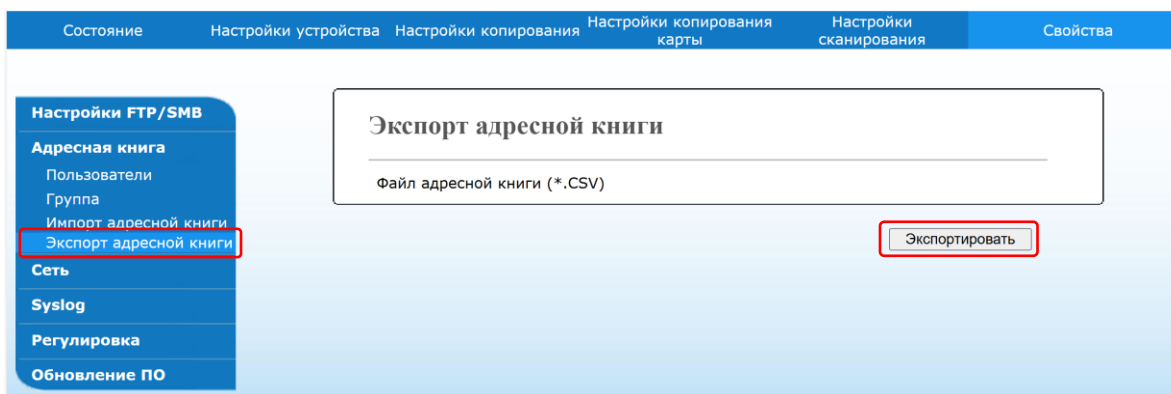 Состояние
Настройки устройства
Настройки копирования
Настройки копирования
карты
Настройки
сканирования
Свойства
Настройки FTP/SMB
Адресная книга
Пользователи
Группа
Импорт адресной книги
Экспорт адресной книги
Сеть
Syslog
Регулировка
Обновление ПО
Экспорт адресной книги
Файл адресной книги (*.CSV)
Экспортировать